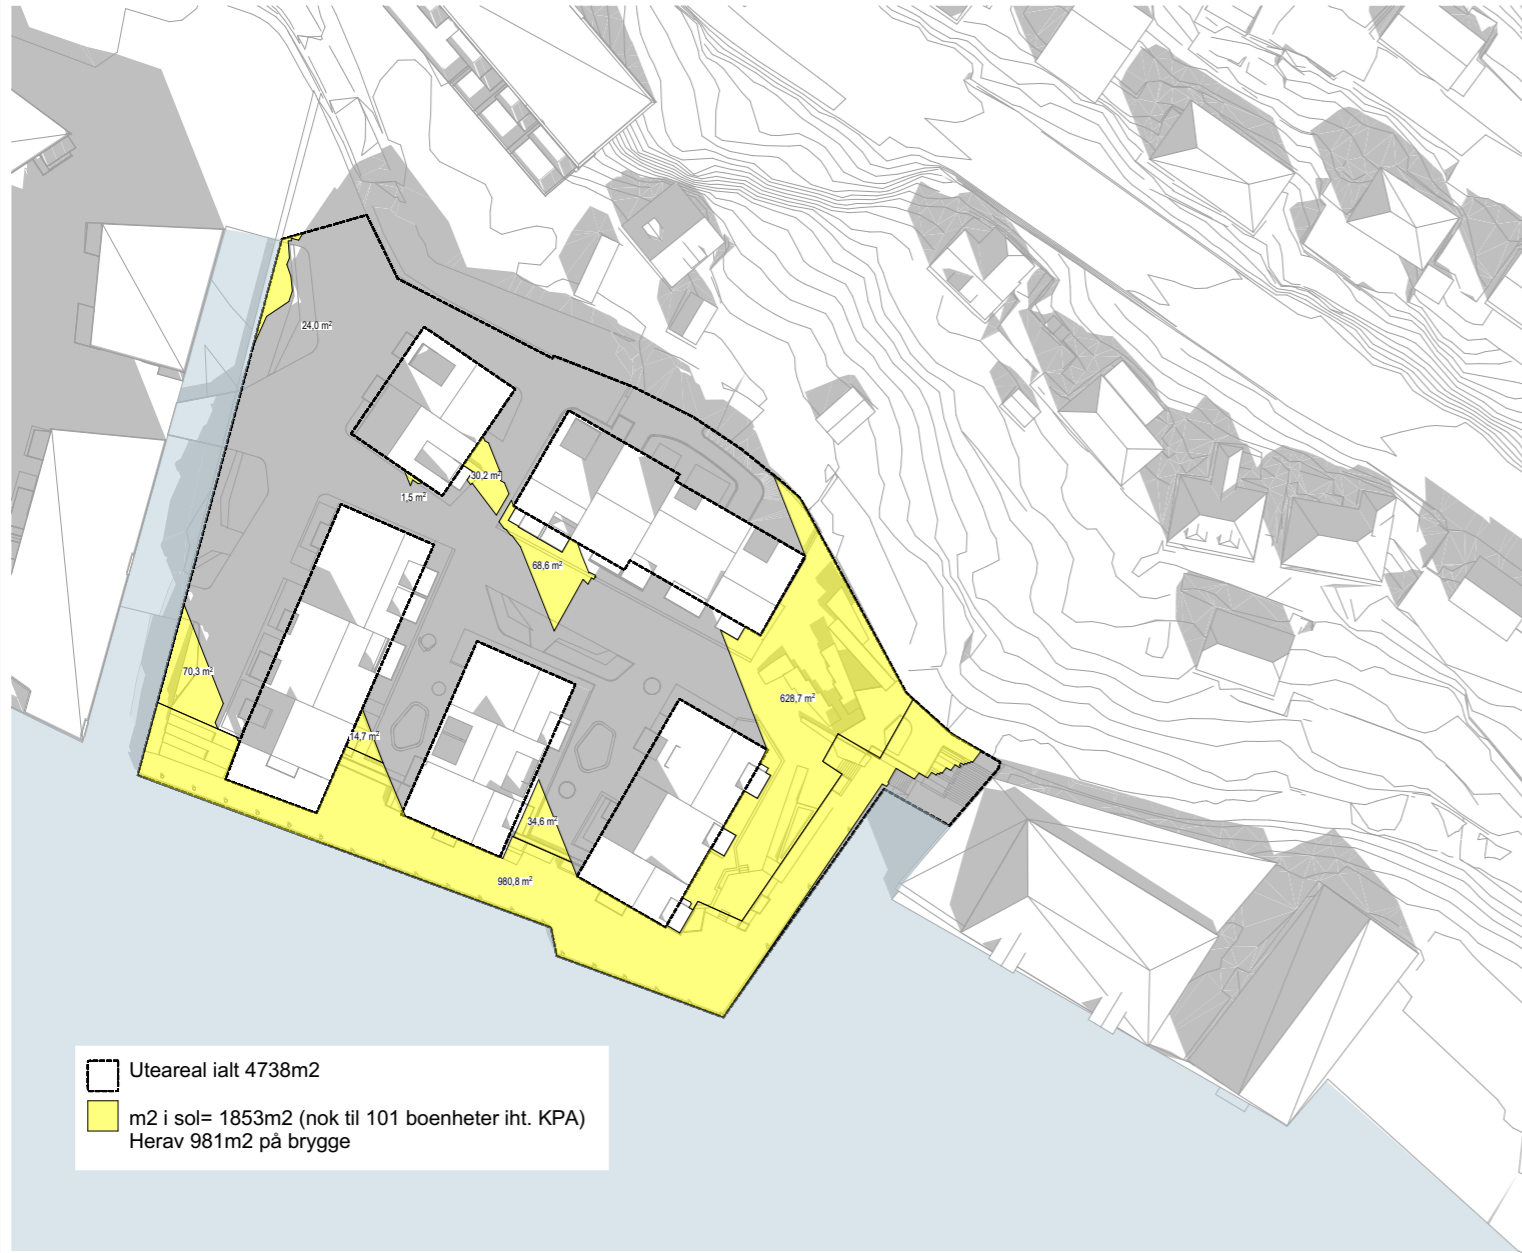 24,0 m²
30,2 m²
1,5 m²
68,6 m²
70,3 m²
628,7 m²
14,7 m²
34,6 m²
980,8 m²
Uteareal ialt 4738m2
m2 i sol= 1853m2 (nok til 101 boenheter iht. KPA)
Herav 981m2 på brygge